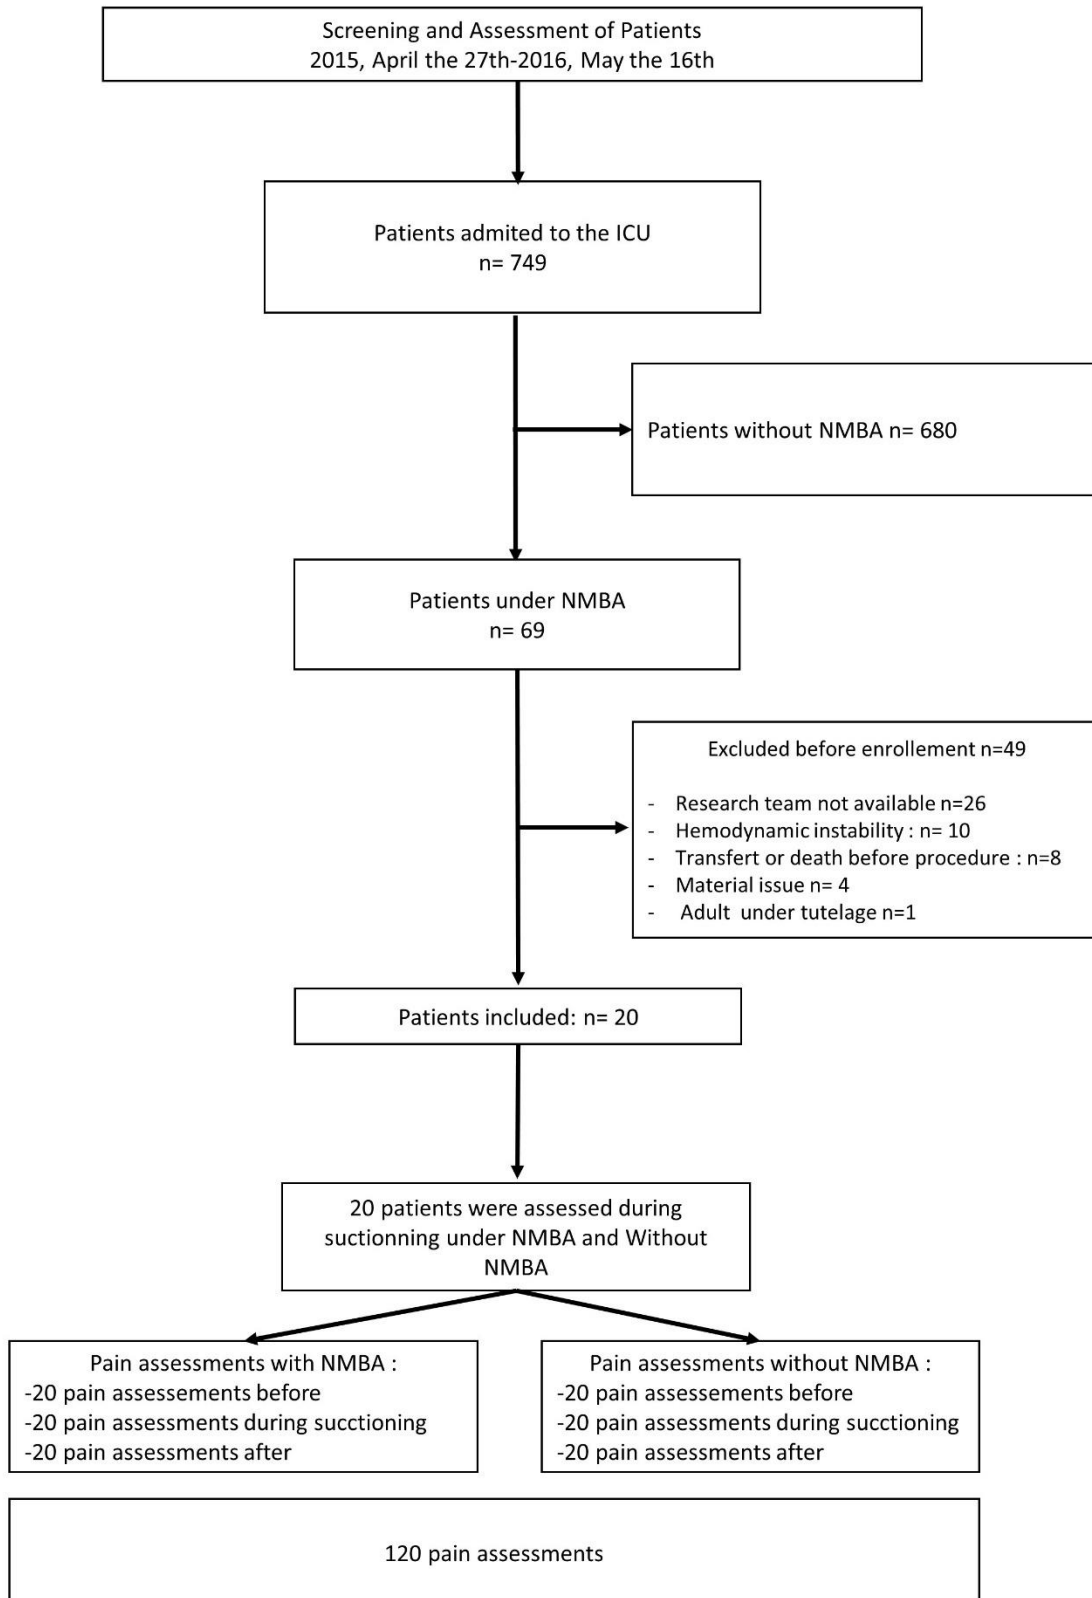 Screening and Assessment of Patients
2015, April the 27th-2016, May the 16th
Patients admited to the ICU
n= 749
Patients without NMBA n= 680
Patients under NMBA
n= 69
Excluded before enrollement n=49
- Research team not available n=26
- Hemodynamic instability : n= 10
- Transfert or death before procedure : n=8
- Material issue n= 4
- Adult under tutelage n=1
Patients included: n= 20
20 patients were assessed during
suctionning under NMBA and Without
NMBA
Pain assessments with NMBA :
-20 pain assessements before
-20 pain assessments during succtioning
-20 pain assessments after
Pain assessments without NMBA :
-20 pain assessements before
-20 pain assessments during succtioning
-20 pain assessments after
120 pain assessments